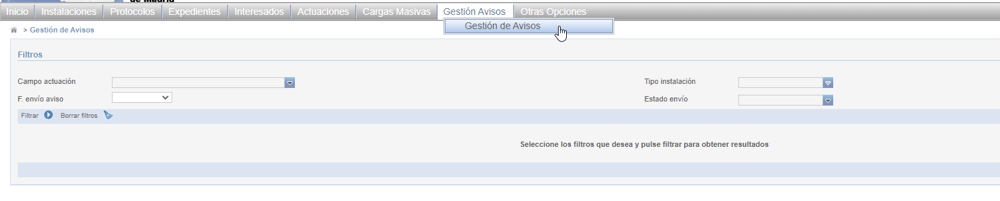 de Madrid
Inicio Instalaciones Protocolos Expedientes Interesados Actuaciones Cargas Masivas Gestión Avisos Otras Opciones
Gestión de Avisos
> Gestión de Avisos
Filtros
Campo actuación Tipo instalación
F. envío aviso Estado envío
Filtrar Borrar filtros
Seleccione los filtros que desea y pulse filtrar para obtener resultados